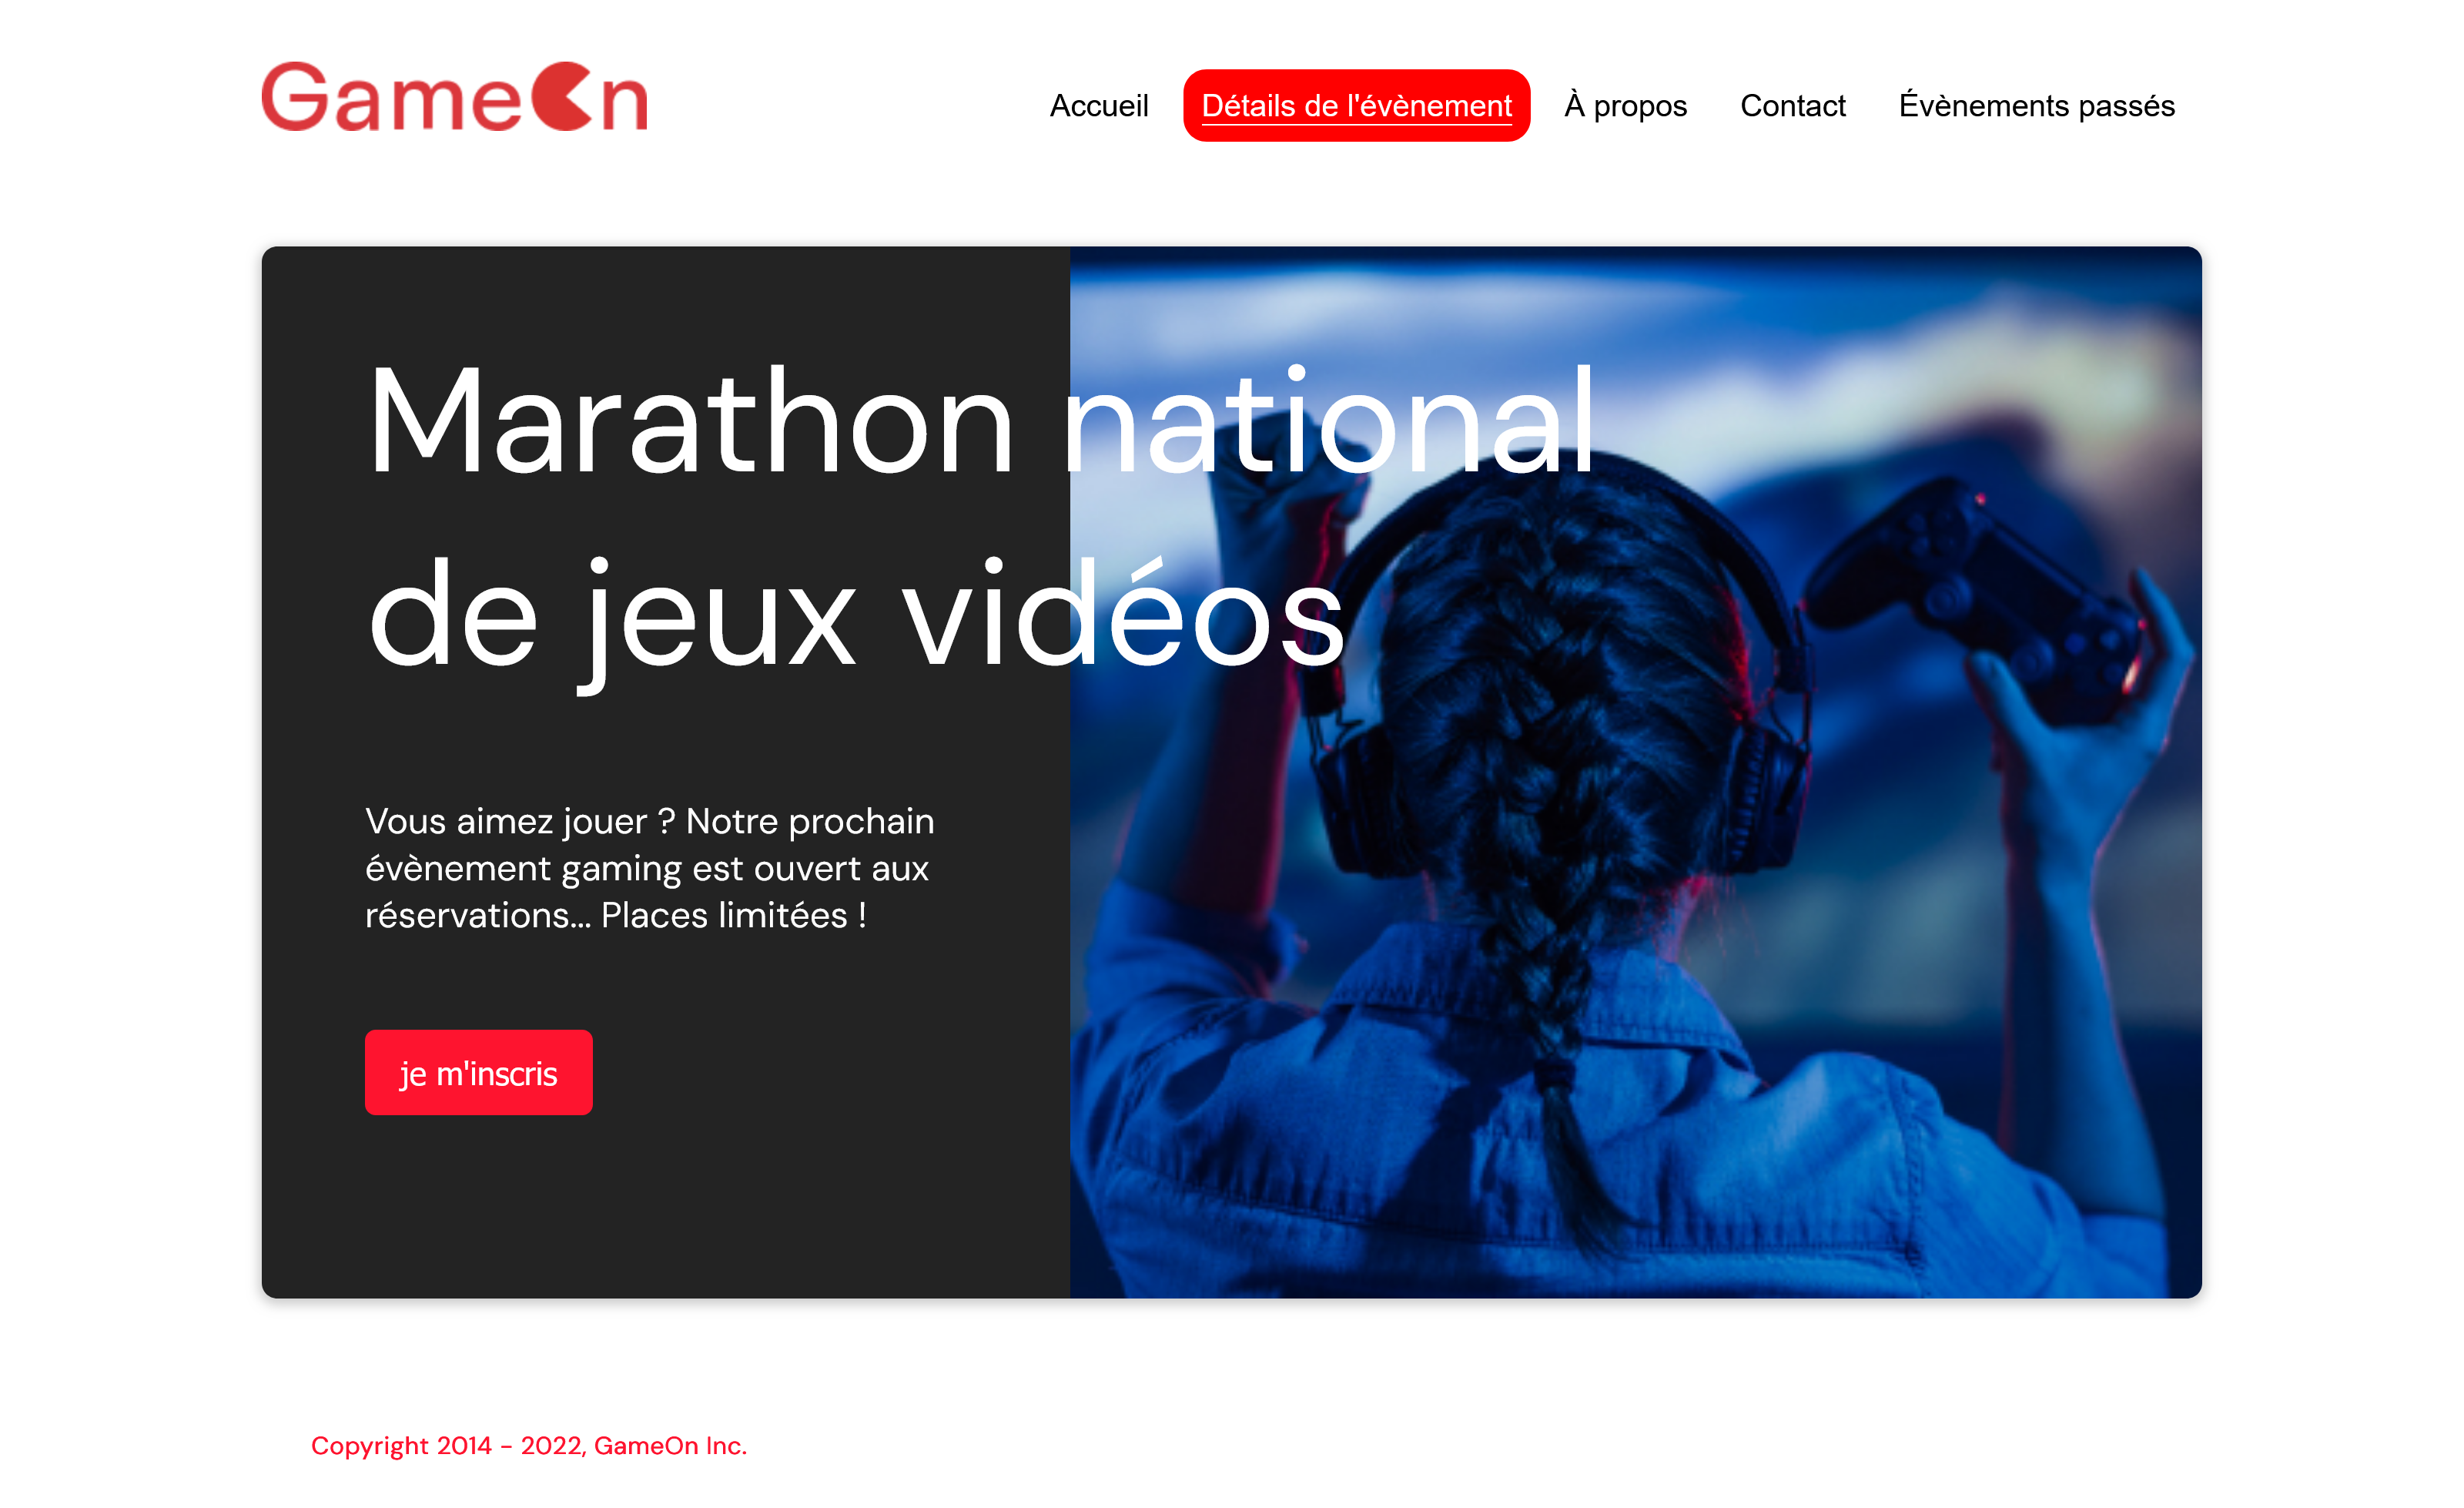 GameOn
Accueil Détails de l'évènement À propos Contact Évènements passés
Marathon national
de jeux vidéos
Vous aimez jouer ? Notre prochain
évènement gaming est ouvert aux
réservations... Places limitées !
je m'inscris
Copyright 2014 - 2022, GameOn Inc.